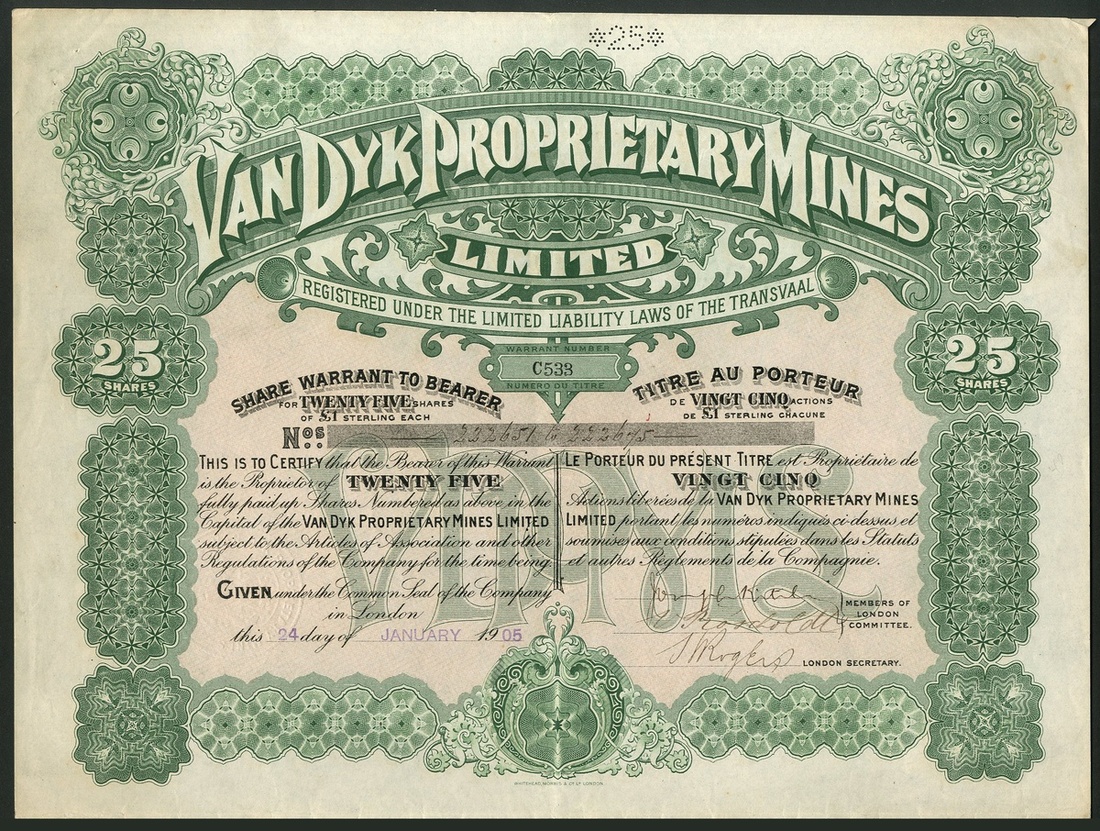 *25*
VAN DYK PROPRIETARY MINES
LIMITED
REGISTERED UNDER THE LIMITED LIABILITY LAWS OF THE TRANSVAAL
WARRANT NUMBER
C533
NUMERO DU TITRE
25
SHARES
25
SHARES
SHARE WARRANT TO BEARER
FOR TWENTY FIVE SHARES
OF £1 STERLING EACH
TITRE AU PORTEUR
DE VINGT CINQ ACTIONS
DE £1 STERLING CHACUNE
Nos. 222651 to 222675
THIS IS TO CERTIFY that the Bearer of this Warrant
is the Proprietor of TWENTY FIVE
fully paid up Shares Numbered as above in the
Capital of the VAN DYK PROPRIETARY MINES LIMITED
subject to the Articles of Association and other
Regulations of the Company for the time being
GIVEN under the Common Seal of the Company
in London
this 24 day of JANUARY 1905
LE PORTEUR DU PRÉSENT TITRE est Propriétaire de
VINGT CINQ
Actions liberées de la VAN DYK PROPRIETARY MINES
LIMITED portant les numeros indiqués ci-dessus et
soumises aux conditions stipulées dans les Statuts
et autres Règlements de la Compagnie.
MEMBERS OF
LONDON
COMMITTEE.
S Rogers
LONDON SECRETARY.
VDPMS
WHITEHEAD, MORRIS & Co Ld LONDON